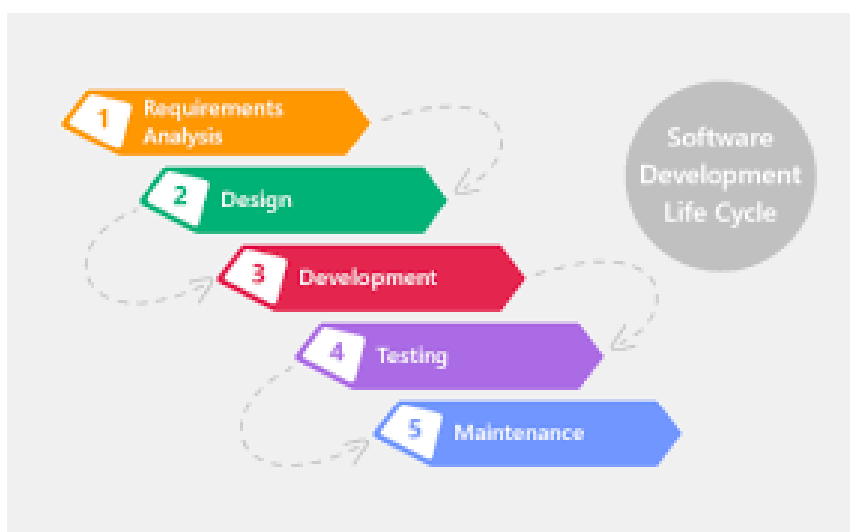 1
Requirements
Analysis
2
Design
3
Development
4
Testing
5
Maintenance
Software
Development
Life Cycle